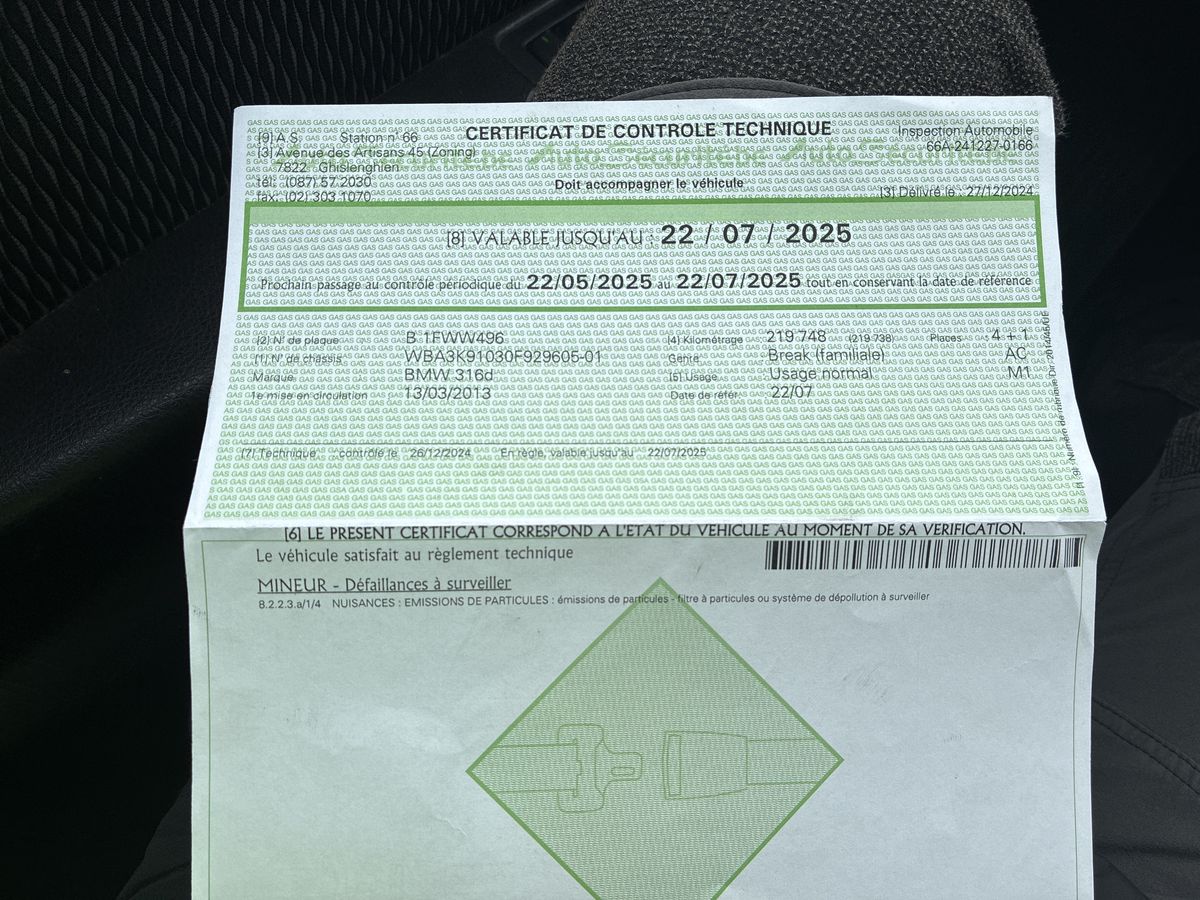 CERTIFICAT DE CONTROLE TECHNIQUE
Doit accompagner le véhicule
[9] A.S. Station n° 66
[3] Avenue des Artisans 45 (Zoning)
7822 Ghislenghien
tél: (087) 57.2030
fax: (02) 303.1070
Inspection Automobile
66A-241227-0166
[3] Délivré le : 27/12/2024
[8] VALABLE JUSQU'AU : 22 / 07 / 2025
Prochain passage au contrôle périodique du 22/05/2025 au 22/07/2025 tout en conservant la date de référence
[2] N° de plaque : B 1FWW496
[1] N° de chassis : WBA3K91030F929605-01
Marque : BMW 316d
1e mise en circulation : 13/03/2013
[4] Kilométrage : 219.748 (219.738) Places : 4 + 1
Genre : Break (familiale) AC
[5] Usage : Usage normal M1
Date de référ. : 22/07
[7] Technique : contrôlé le 26/12/2024 En règle, valable jusqu'au 22/07/2025
[6] LE PRESENT CERTIFICAT CORRESPOND A L'ETAT DU VEHICULE AU MOMENT DE SA VERIFICATION.
Le véhicule satisfait au règlement technique
MINEUR - Défaillances à surveiller
8.2.2.3.a/1/4 NUISANCES : EMISSIONS DE PARTICULES : émissions de particules - filtre à particules ou système de dépollution à surveiller